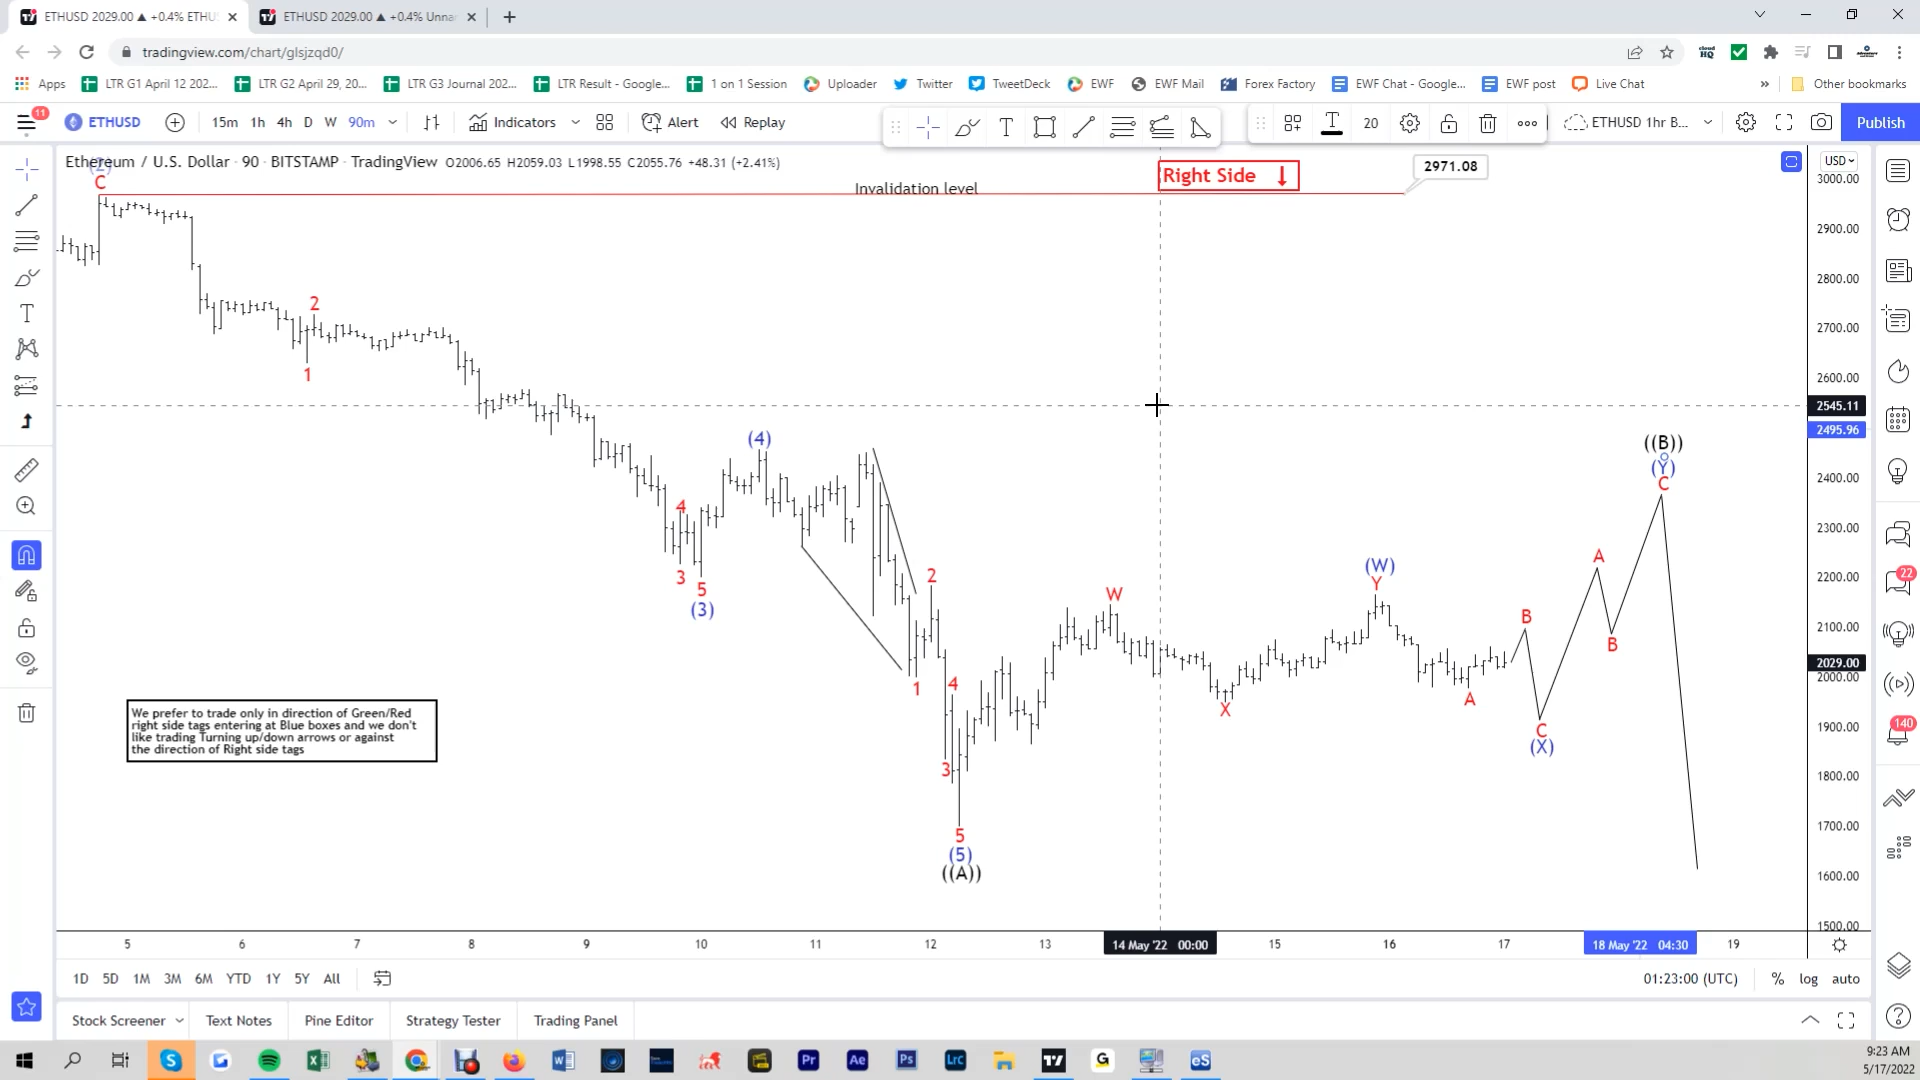 ETHUSD 2029.00 ▲ +0.4% ETHU
ETHUSD 2029.00 ▲ +0.4% Unna
tradingview.com/chart/glsjzqd0/
Apps
LTR G1 April 12 202...
LTR G2 April 29, 20...
LTR G3 Journal 202...
LTR Result - Google...
1 on 1 Session
Uploader
Twitter
TweetDeck
EWF
EWF Mail
Forex Factory
EWF Chat - Google...
EWF post
Live Chat
»
Other bookmarks
11
ETHUSD
15m 1h 4h D W 90m
Indicators
Alert
Replay
T
T
20
ETHUSD 1hr B...
Publish
Ethereum / U.S. Dollar · 90 · BITSTAMP · TradingView O2006.65 H2059.03 L1998.55 C2055.76 +48.31 (+2.41%)
USD
(2)
C
Invalidation level
Right Side ↓
2971.08
3000.00
2900.00
2800.00
2700.00
2600.00
2545.11
2495.96
2400.00
2300.00
2200.00
2100.00
2029.00
2000.00
1900.00
1800.00
1700.00
1600.00
1500.00
2
1
(4)
4
3
5
(3)
2
1
4
3
5
(5)
((A))
W
X
(W)
Y
A
B
C
(X)
A
B
((B))
(Y)
C
We prefer to trade only in direction of Green/Red
right side tags entering at Blue boxes and we don't
like trading Turning up/down arrows or against
the direction of Right side tags
5 6 7 8 9 10 11 12 13 14 May '22 00:00 15 16 17 18 May '22 04:30 19
1D 5D 1M 3M 6M YTD 1Y 5Y All
01:23:00 (UTC) % log auto
Stock Screener
Text Notes
Pine Editor
Strategy Tester
Trading Panel
22
140
Pr
Ae
Ps
Lrc
G
eS
9:23 AM
5/17/2022